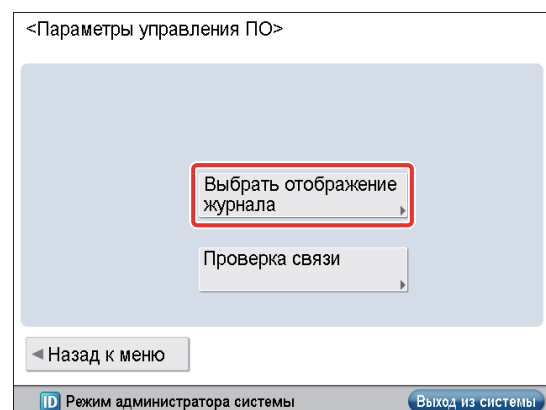 <Параметры управления ПО>
Выбрать отображение
журнала
Проверка связи
Назад к меню
ID Режим администратора системы
Выход из системы